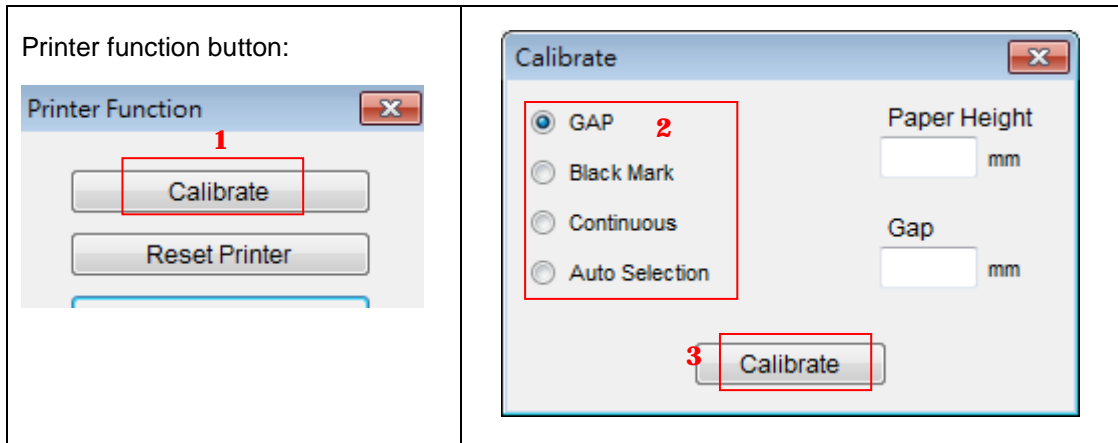 Printer function button:
Printer Function
1
Calibrate
Reset Printer
Calibrate
GAP 2
Black Mark
Continuous
Auto Selection
Paper Height
mm
Gap
mm
3 Calibrate